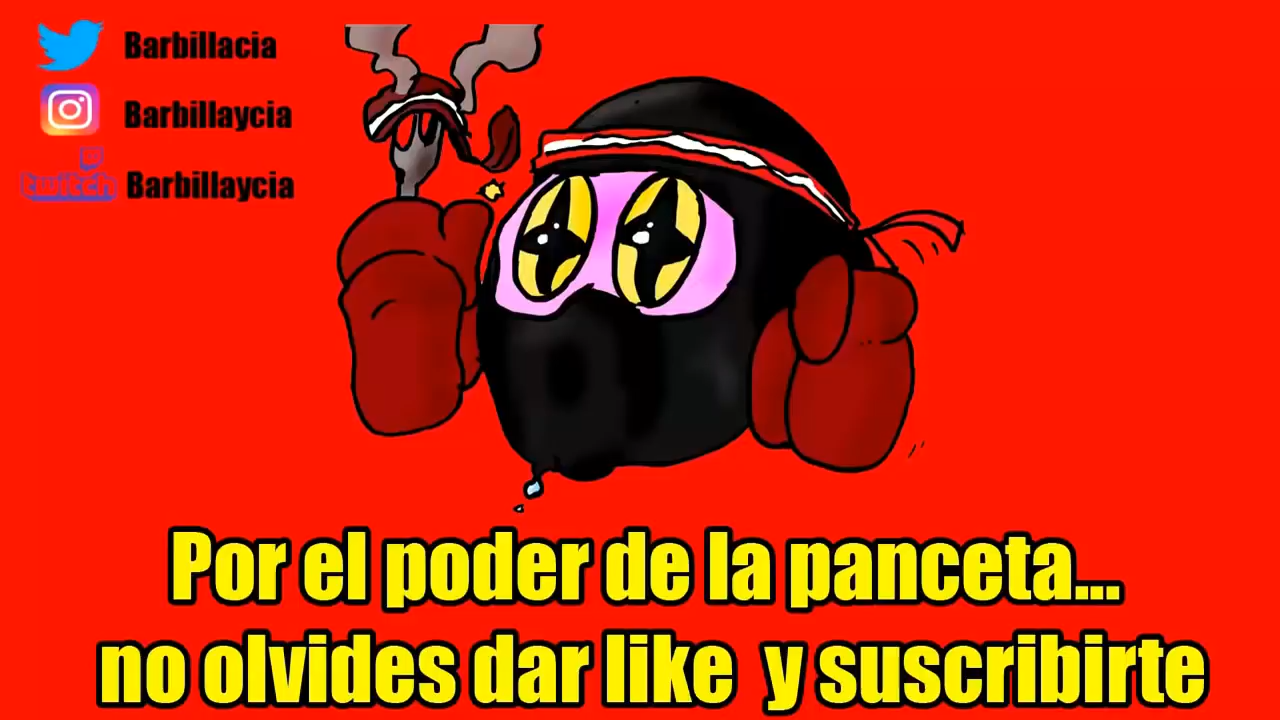 Barbillacia
Barbillaycia
twitch Barbillaycia
Por el poder de la panceta...
no olvides dar like y suscribirte